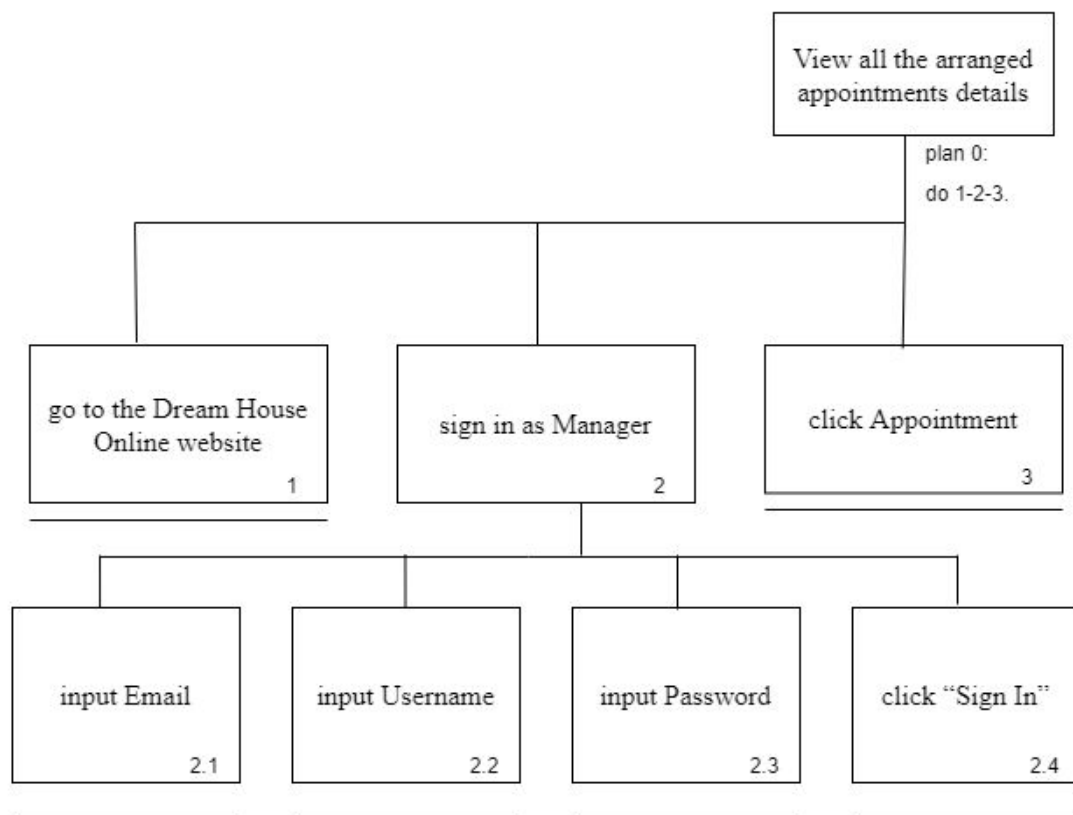 View all the arranged
appointments details
plan 0:
do 1-2-3.
go to the Dream House
Online website
1
sign in as Manager
2
click Appointment
3
input Email
2.1
input Username
2.2
input Password
2.3
click “Sign In”
2.4